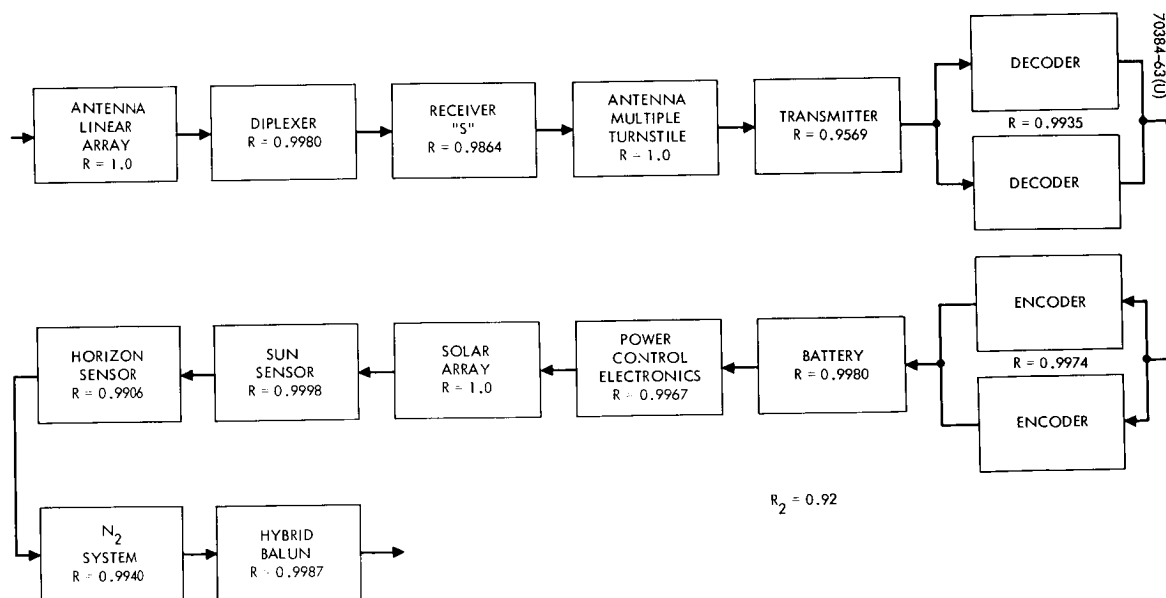 70384-63(U)
ANTENNA
LINEAR
ARRAY
R = 1.0
DIPLEXER
R = 0.9980
RECEIVER
"S"
R = 0.9864
ANTENNA
MULTIPLE
TURNSTILE
R = 1.0
TRANSMITTER
R = 0.9569
DECODER
R = 0.9935
DECODER
HORIZON
SENSOR
R = 0.9906
SUN
SENSOR
R = 0.9998
SOLAR
ARRAY
R = 1.0
POWER
CONTROL
ELECTRONICS
R = 0.9967
BATTERY
R = 0.9980
ENCODER
R = 0.9974
ENCODER
N2
SYSTEM
R = 0.9940
HYBRID
BALUN
R = 0.9987
R2 = 0.92